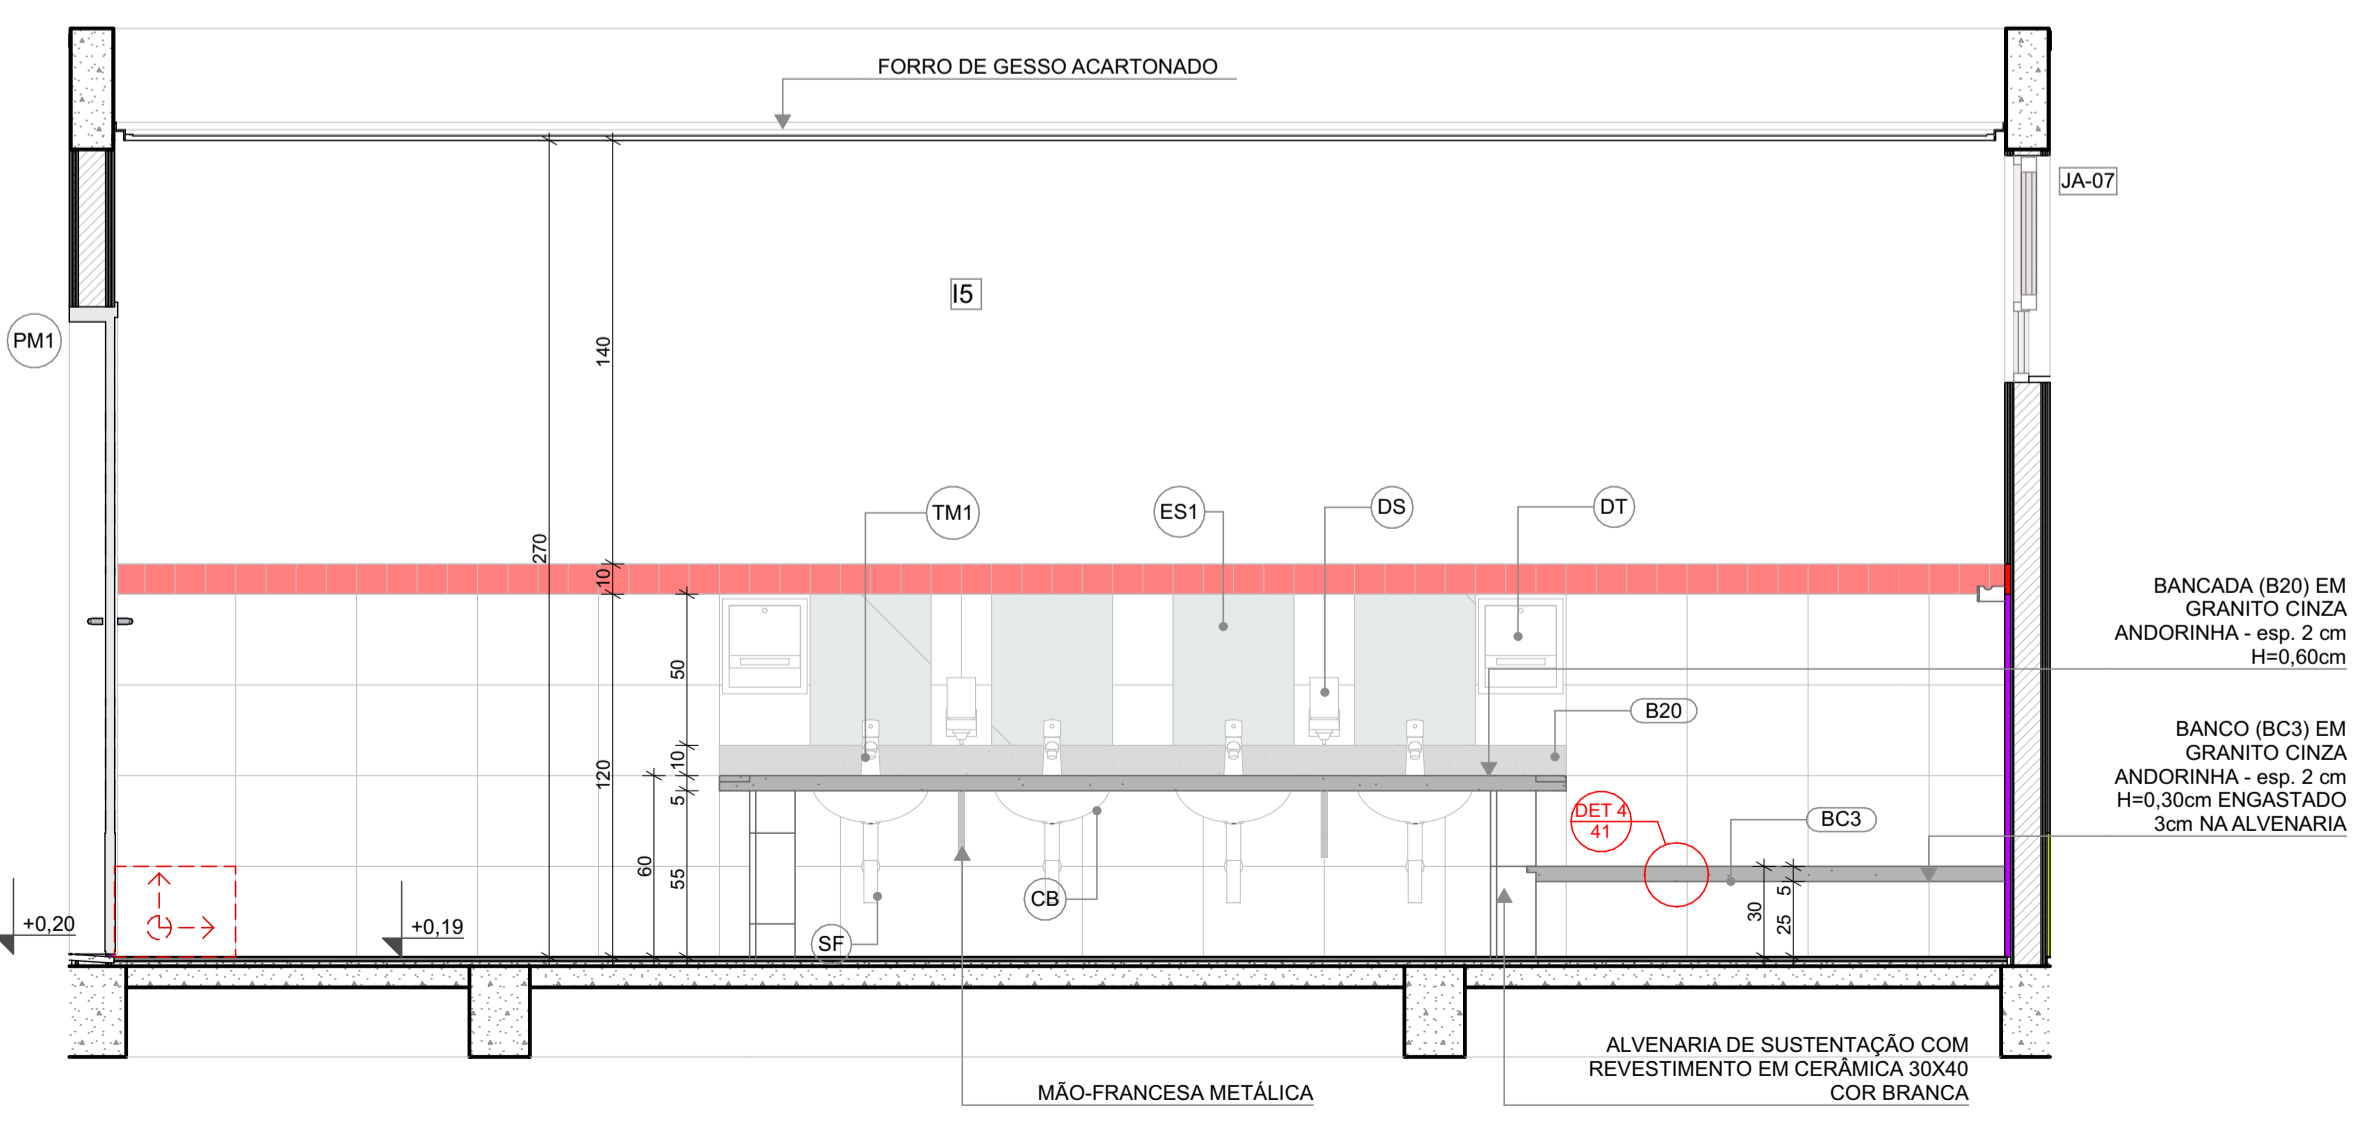 FORRO DE GESSO ACARTONADO
JA-07
I5
PM1
140
TM1
ES1
DS
DT
270
10
BANCADA (B20) EM
GRANITO CINZA
ANDORINHA - esp. 2 cm
H=0,60cm
50
B20
BANCO (BC3) EM
GRANITO CINZA
ANDORINHA - esp. 2 cm
H=0,30cm ENGASTADO
3cm NA ALVENARIA
10
120
5
DET 4
41
BC3
60
55
CB
5
30
25
+0,20
+0,19
SF
ALVENARIA DE SUSTENTAÇÃO COM
REVESTIMENTO EM CERÂMICA 30X40
COR BRANCA
MÃO-FRANCESA METÁLICA